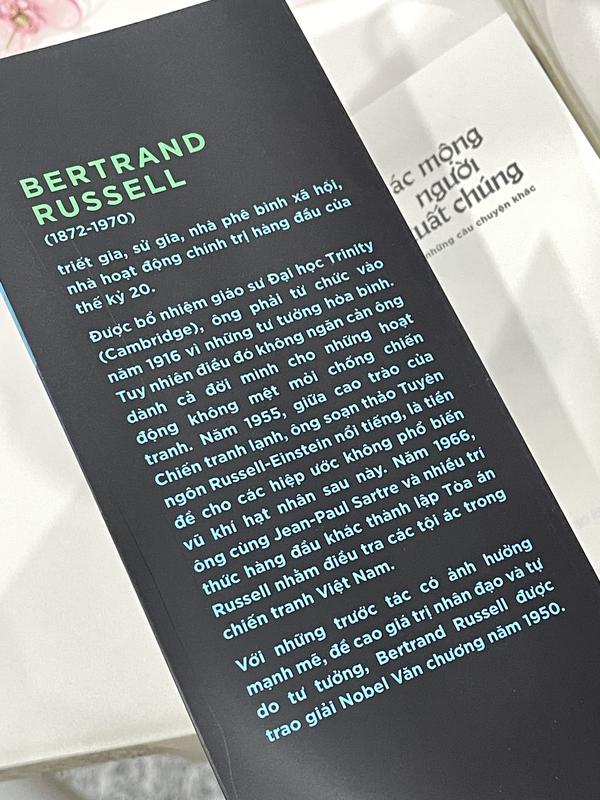 BERTRAND
RUSSELL
(1872-1970)
triết gia, sử gia, nhà phê bình xã hội,
nhà hoạt động chính trị hàng đầu của
thế kỷ 20.
Được bổ nhiệm giáo sư Đại học Trinity
(Cambridge), ông phải từ chức vào
năm 1916 vì những tư tưởng hòa bình.
Tuy nhiên điều đó không ngăn cản ông
dành cả đời mình cho những hoạt
động không mệt mỏi chống chiến
tranh. Năm 1955, giữa cao trào của
Chiến tranh lạnh, ông soạn thảo Tuyên
ngôn Russell-Einstein nổi tiếng, là tiền
đề cho các hiệp ước không phổ biến
vũ khí hạt nhân sau này. Năm 1966,
ông cùng Jean-Paul Sartre và nhiều trí
thức hàng đầu khác thành lập Tòa án
Russell nhằm điều tra các tội ác trong
chiến tranh Việt Nam.
Với những trước tác có ảnh hưởng
mạnh mẽ, đề cao giá trị nhân đạo và tự
do tư tưởng, Bertrand Russell được
trao giải Nobel Văn chương năm 1950.
ác mộng
người
uất chúng
những câu chuyện khác